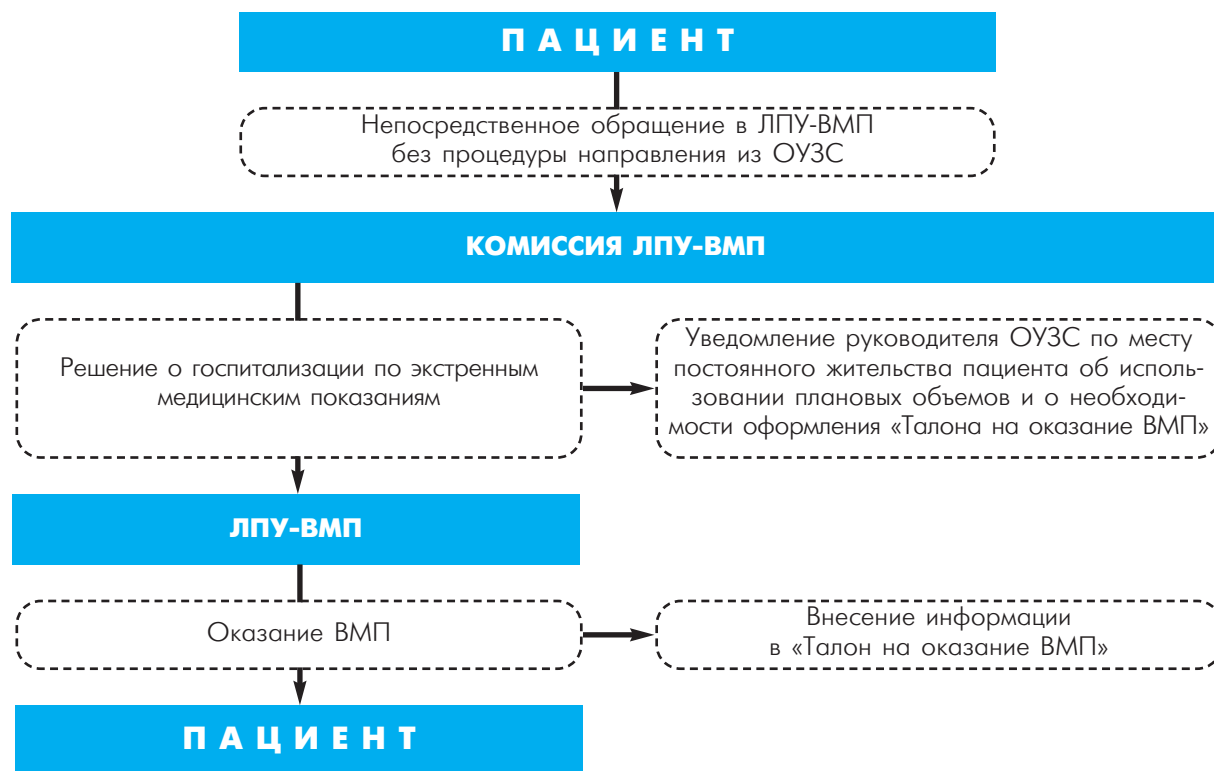 ПАЦИЕНТ
Непосредственное обращение в ЛПУ-ВМП
без процедуры направления из ОУЗС
КОМИССИЯ ЛПУ-ВМП
Решение о госпитализации по экстренным
медицинским показаниям
Уведомление руководителя ОУЗС по месту
постоянного жительства пациента об исполь-
зовании плановых объемов и о необходи-
мости оформления «Талона на оказание ВМП»
ЛПУ-ВМП
Оказание ВМП
Внесение информации
в «Талон на оказание ВМП»
ПАЦИЕНТ